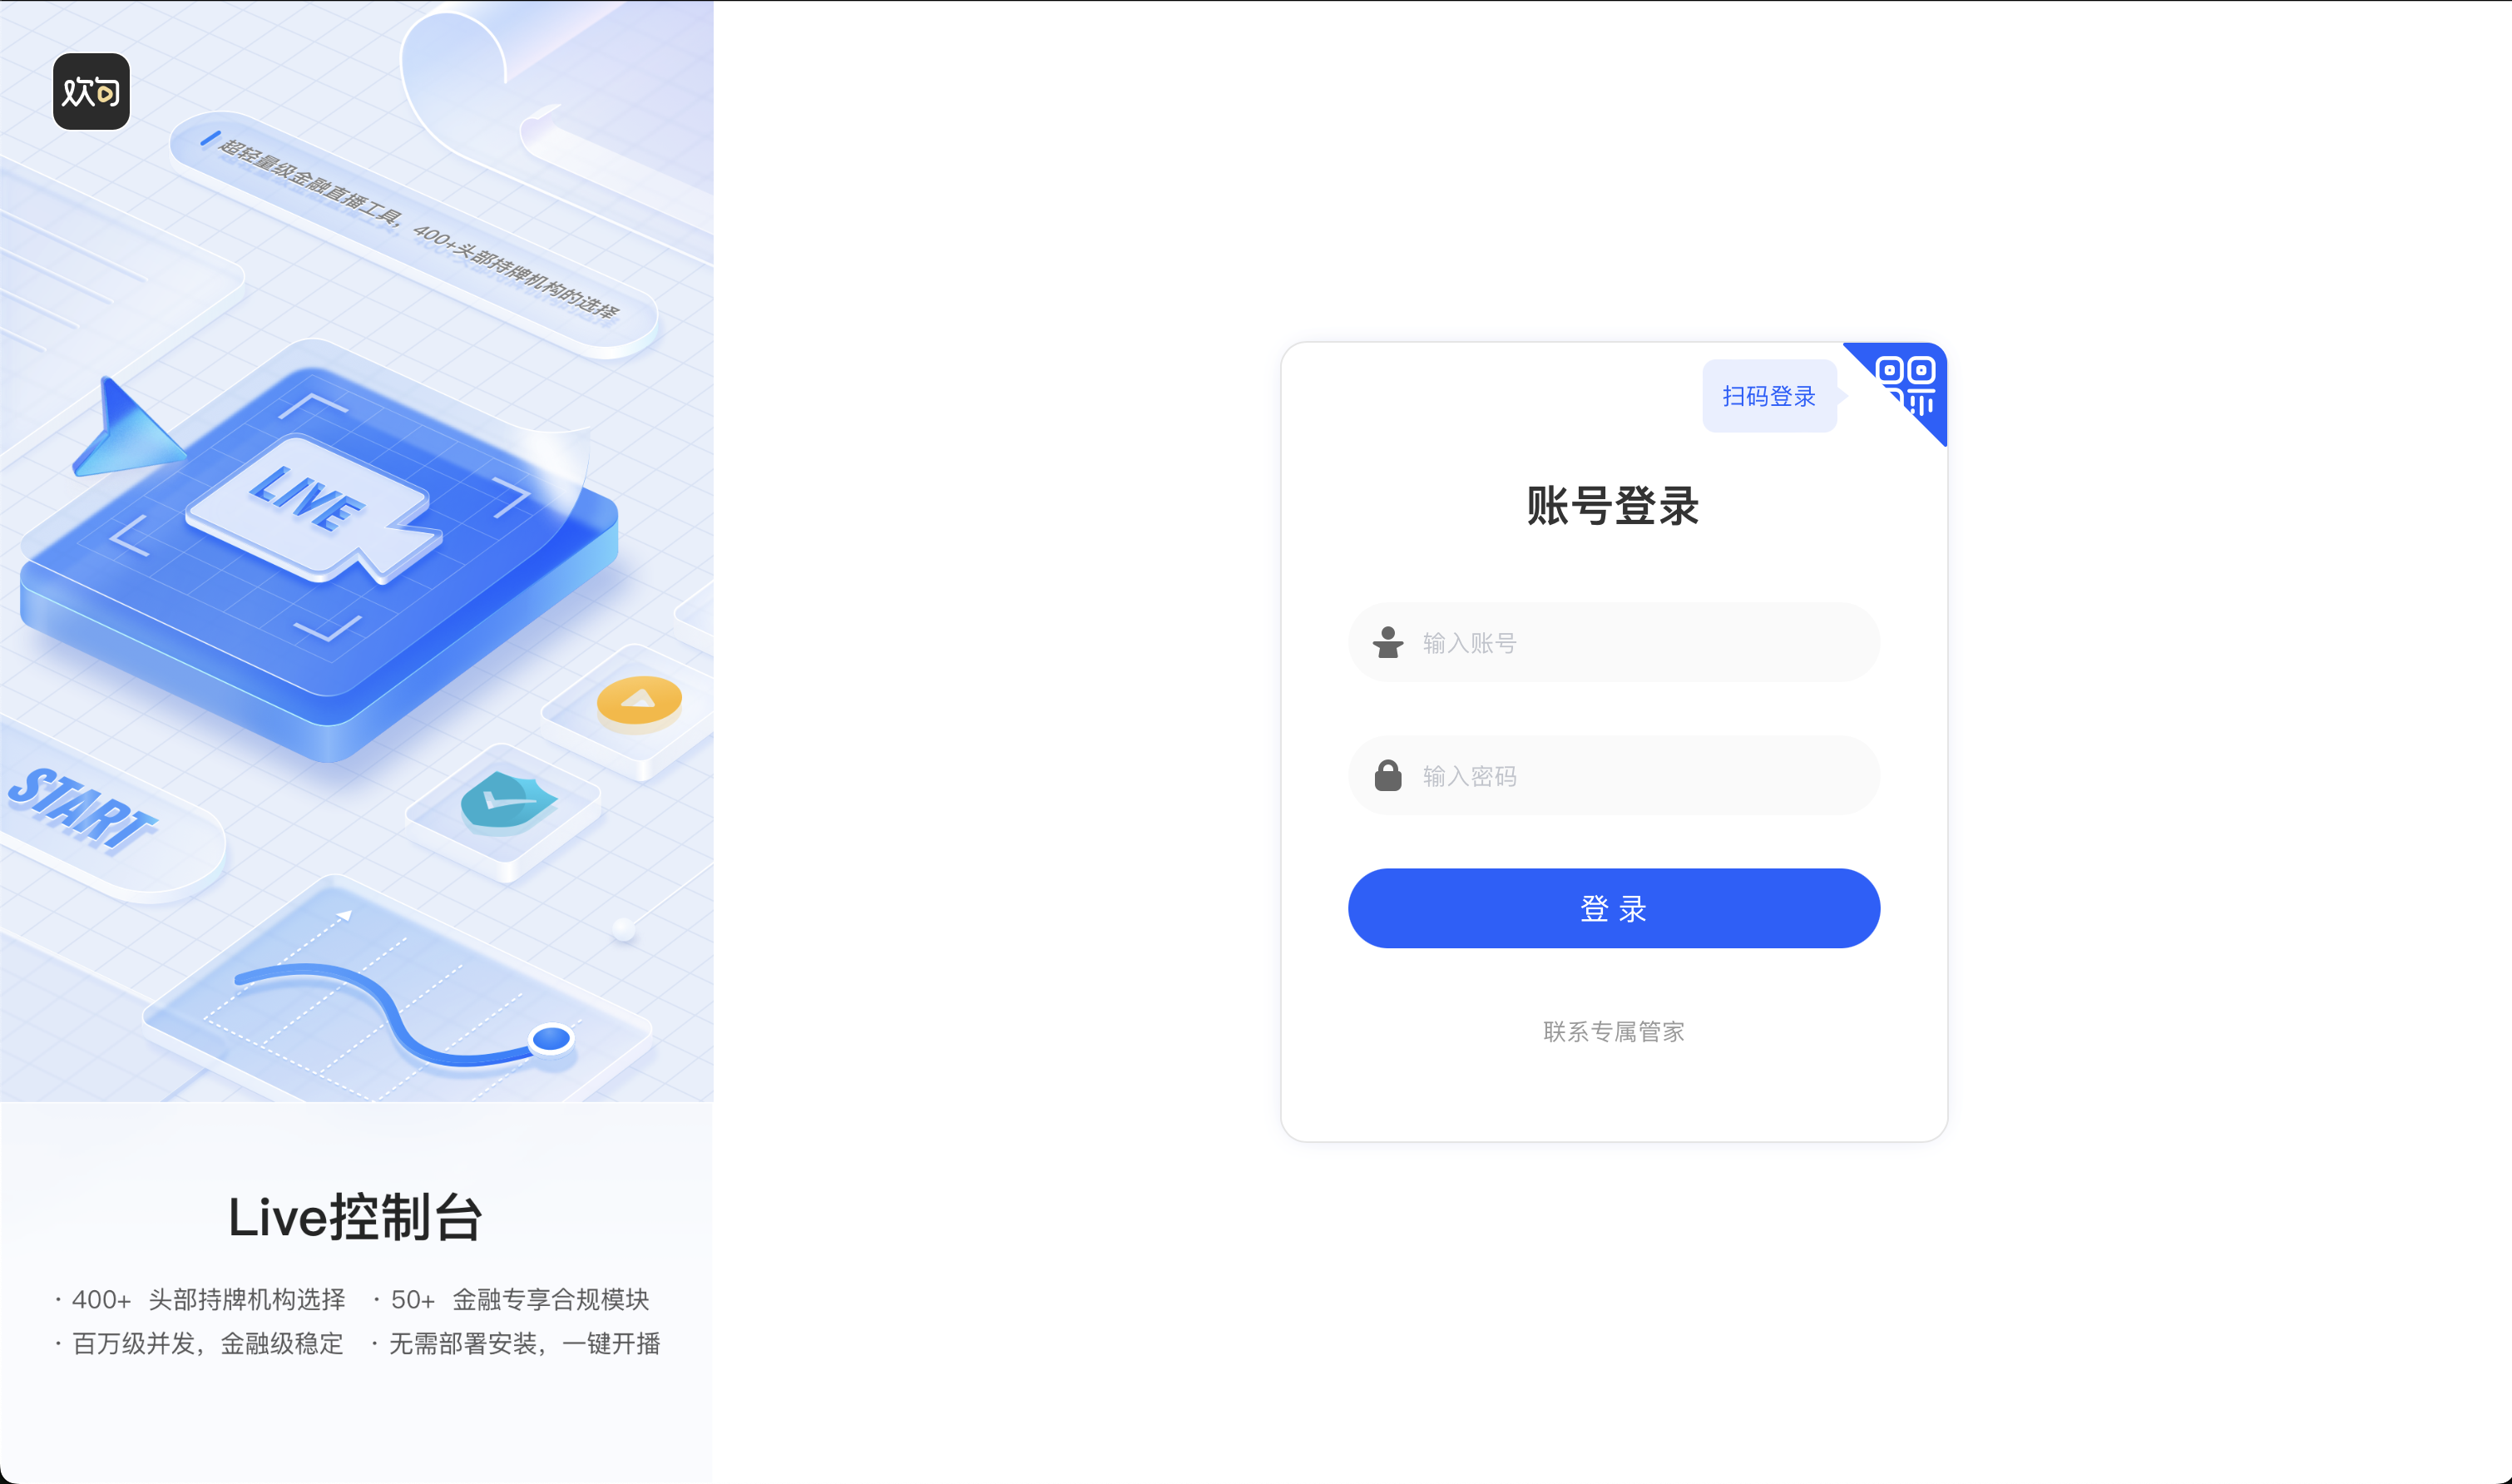 欢句
超轻量级金融直播工具，400+头部持牌机构的选择
LIVE
START
Live控制台
· 400+ 头部持牌机构选择 · 50+ 金融专享合规模块
· 百万级并发，金融级稳定 · 无需部署安装，一键开播
扫码登录
账号登录
输入账号
输入密码
登录
联系专属管家